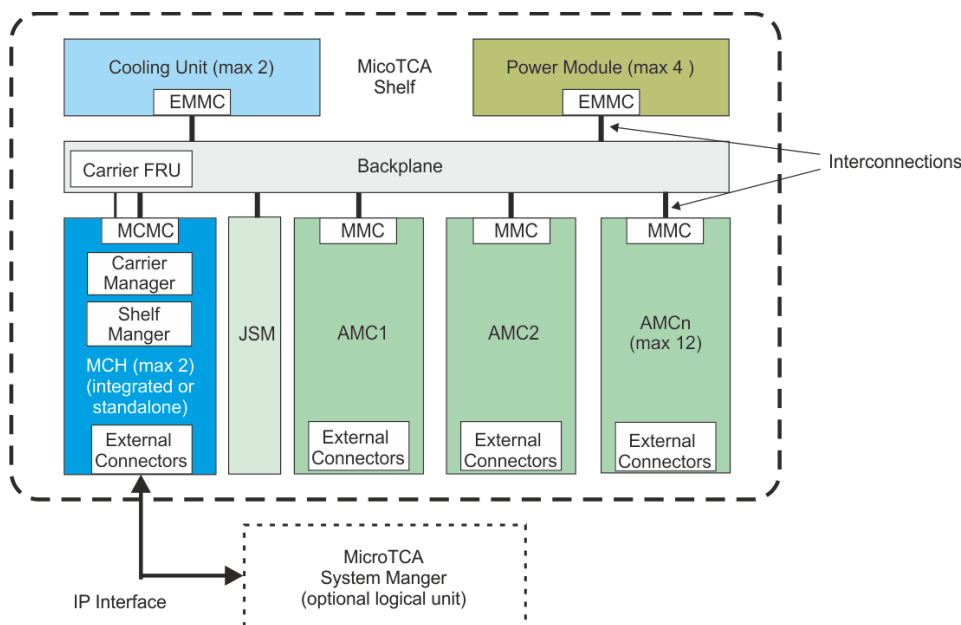 Cooling Unit (max 2)
EMMC
MicoTCA
Shelf
Power Module (max 4 )
EMMC
Interconnections
Carrier FRU
Backplane
MCMC
Carrier
Manager
Shelf
Manger
MCH (max 2)
(integrated or
standalone)
External
Connectors
JSM
MMC
AMC1
External
Connectors
MMC
AMC2
External
Connectors
MMC
AMCn
(max 12)
External
Connectors
IP Interface
MicroTCA
System Manger
(optional logical unit)